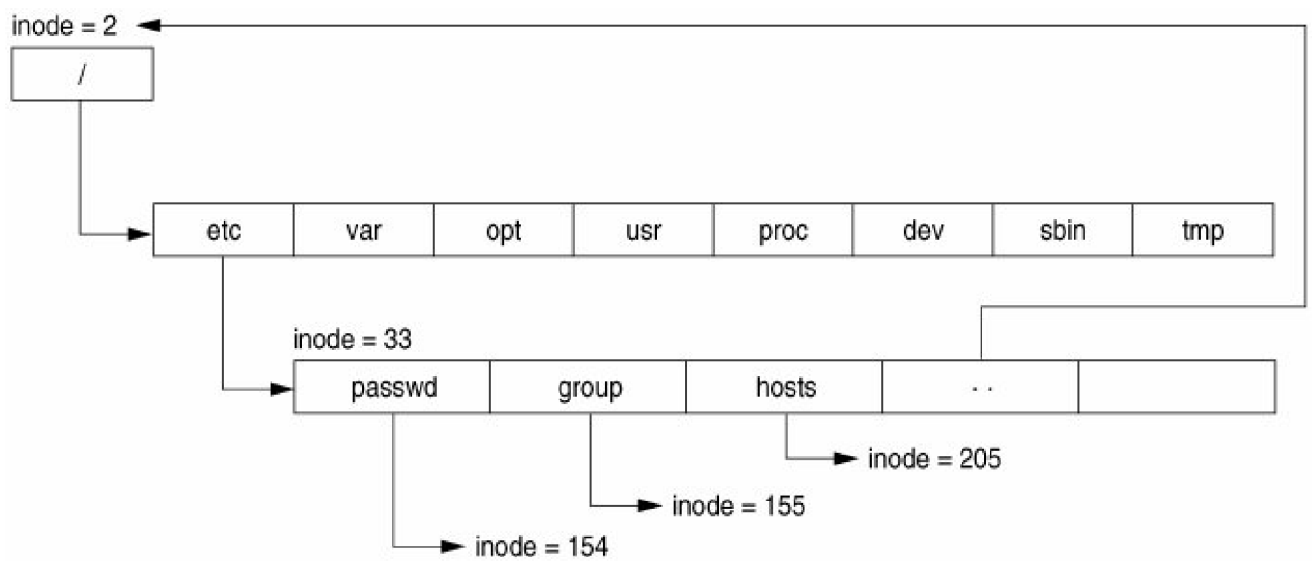 inode = 2
/
etc var opt usr proc dev sbin tmp
inode = 33
passwd group hosts . .
inode = 205
inode = 155
inode = 154